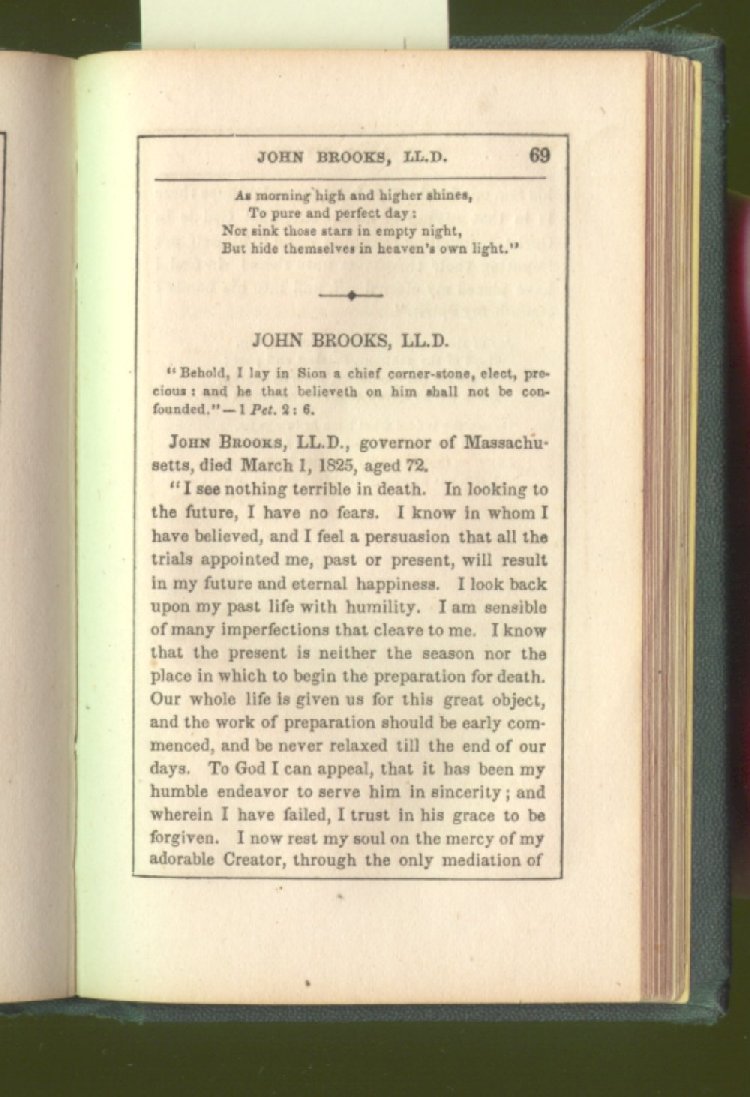 JOHN BROOKS, LL.D. 69
As morning high and higher shines,
To pure and perfect day:
Nor sink those stars in empty night,
But hide themselves in heaven's own light."
JOHN BROOKS, LL.D.
"Behold, I lay in Sion a chief corner-stone, elect, pre-
cious: and he that believeth on him shall not be con-
founded."—1 Pet. 2: 6.
JOHN BROOKS, LL.D., governor of Massachu-
setts, died March 1, 1825, aged 72.
"I see nothing terrible in death. In looking to
the future, I have no fears. I know in whom I
have believed, and I feel a persuasion that all the
trials appointed me, past or present, will result
in my future and eternal happiness. I look back
upon my past life with humility. I am sensible
of many imperfections that cleave to me. I know
that the present is neither the season nor the
place in which to begin the preparation for death.
Our whole life is given us for this great object,
and the work of preparation should be early com-
menced, and be never relaxed till the end of our
days. To God I can appeal, that it has been my
humble endeavor to serve him in sincerity; and
wherein I have failed, I trust in his grace to be
forgiven. I now rest my soul on the mercy of my
adorable Creator, through the only mediation of